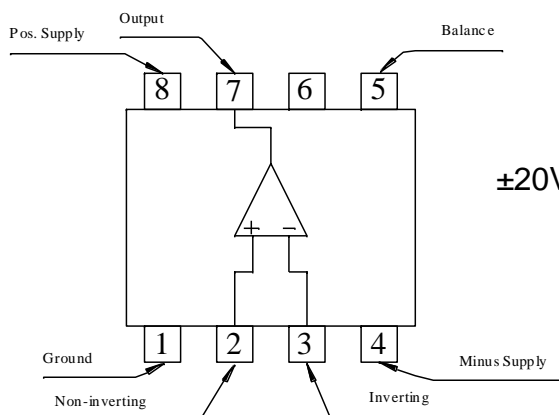 Output
Pos. Supply
Balance
8 7 6 5
±20V
+ −
1 2 3 4
Ground
Minus Supply
Non-inverting
Inverting